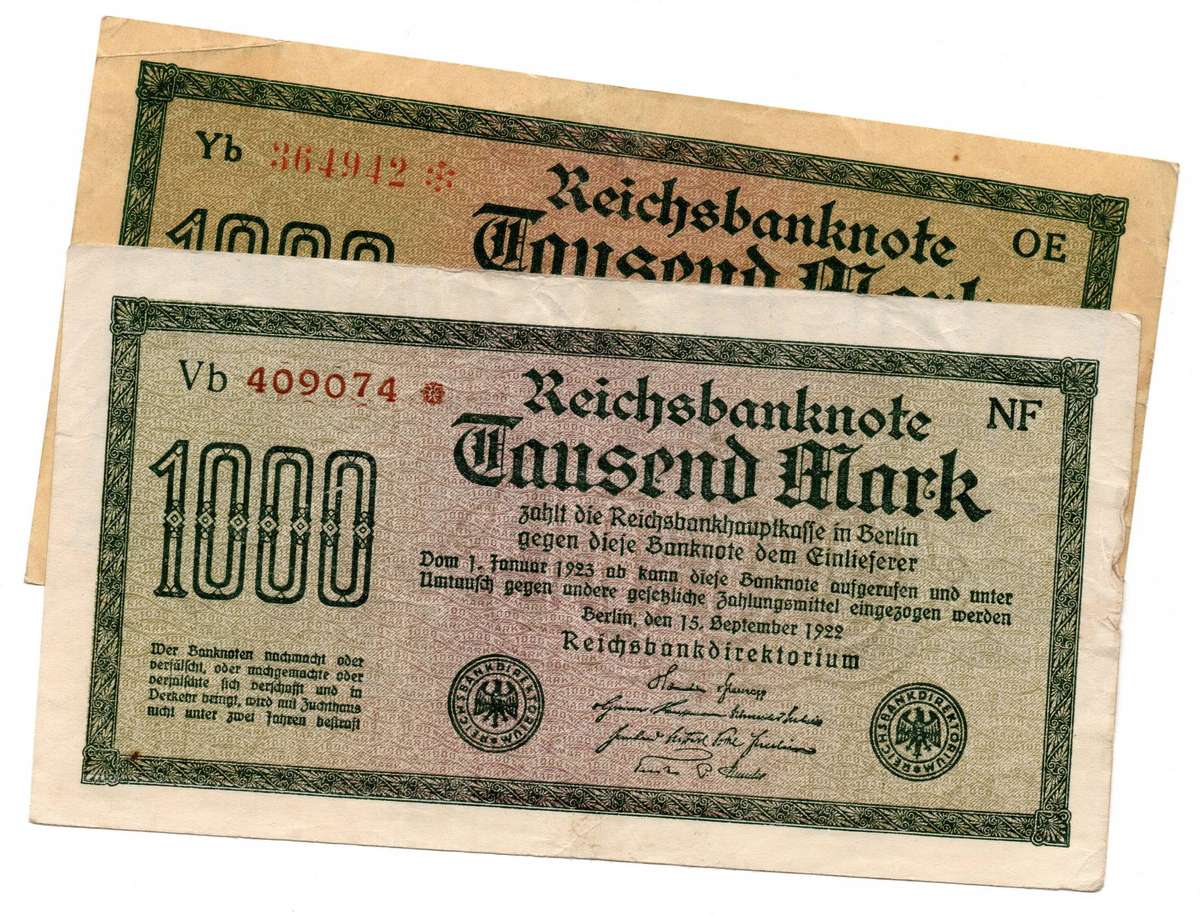 Yb 364942 *
Reichsbanknote
OE
1000
Tausend Mark
Vb 409074 *
Reichsbanknote
NF
Tausend Mark
1000
zahlt die Reichsbankhauptkasse in Berlin
gegen diese Banknote dem Einlieferer
Vom 1. Januar 1923 ab kann diese Banknote aufgerufen und unter
Umtausch gegen andere gesetzliche Zahlungsmittel eingezogen werden
Berlin, den 15. September 1922
Reichsbankdirektorium
Wer Banknoten nachmacht oder
verfälscht, oder nachgemachte oder
verfälschte sich verschafft und in
Verkehr bringt, wird mit Zuchthaus
nicht unter zwei Jahren bestraft
REICHSBANKDIREKTORIUM
REICHSBANKDIREKTORIUM